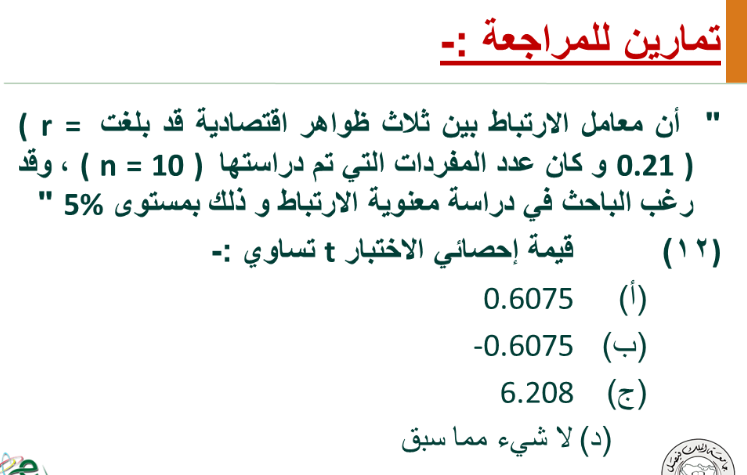 تمارين للمراجعة :-
" أن معامل الارتباط بين ثلاث ظواهر اقتصادية قد بلغت ( r =
0.21 ) و كان عدد المفردات التي تم دراستها ( n = 10 ) ، وقد
رغب الباحث في دراسة معنوية الارتباط و ذلك بمستوى 5% "
(١٢) قيمة إحصائي الاختبار t تساوي :-
(أ) 0.6075
(ب) -0.6075
(ج) 6.208
(د) لا شيء مما سبق